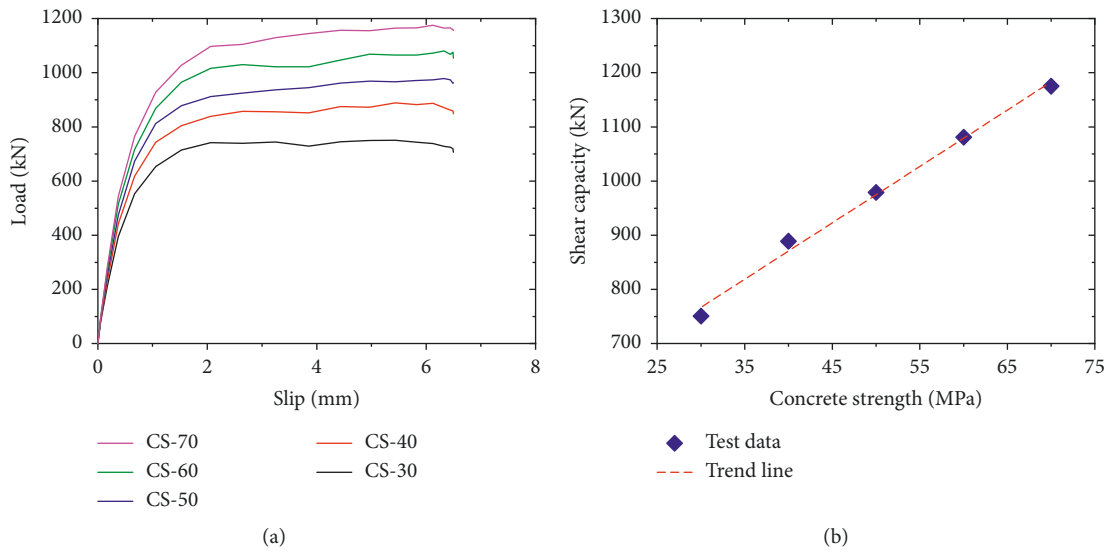 1200
1000
800
600
400
200
0
Load (kN)
0 2 4 6 8
Slip (mm)
CS-70
CS-60
CS-50
CS-40
CS-30
(a)
1300
1200
1100
1000
900
800
700
Shear capacity (kN)
25 35 45 55 65 75
Concrete strength (MPa)
Test data
Trend line
(b)